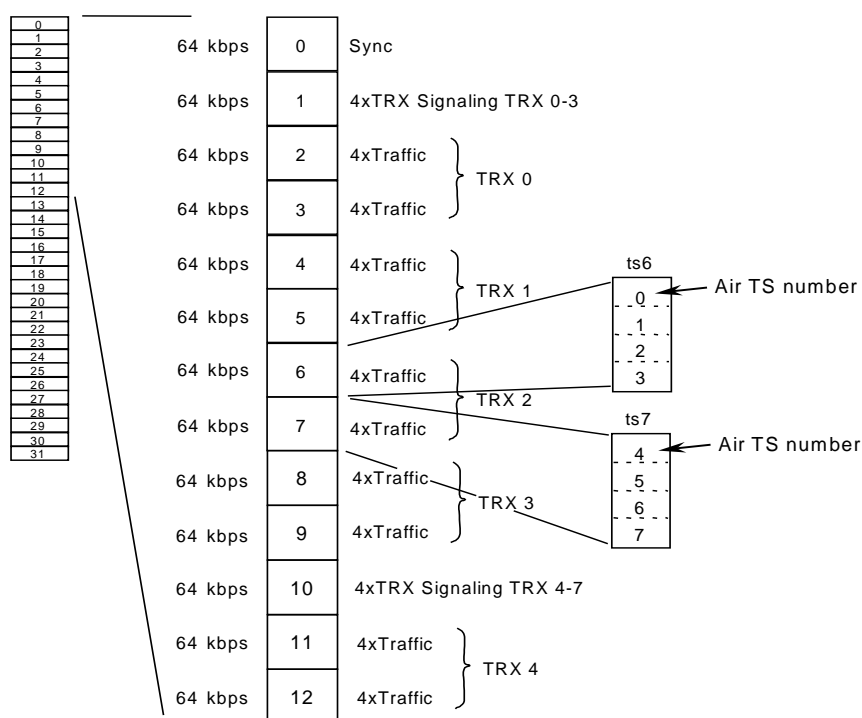 0
1
2
3
4
5
6
7
8
9
10
11
12
13
14
15
16
17
18
19
20
21
22
23
24
25
26
27
28
29
30
31
64 kbps 0 Sync
64 kbps 1 4xTRX Signaling TRX 0-3
64 kbps 2 4xTraffic
TRX 0
64 kbps 3 4xTraffic
64 kbps 4 4xTraffic
TRX 1
64 kbps 5 4xTraffic
64 kbps 6 4xTraffic
TRX 2
64 kbps 7 4xTraffic
64 kbps 8 4xTraffic
TRX 3
64 kbps 9 4xTraffic
64 kbps 10 4xTRX Signaling TRX 4-7
64 kbps 11 4xTraffic
TRX 4
64 kbps 12 4xTraffic
ts6
0 Air TS number
1
2
3
ts7
4 Air TS number
5
6
7